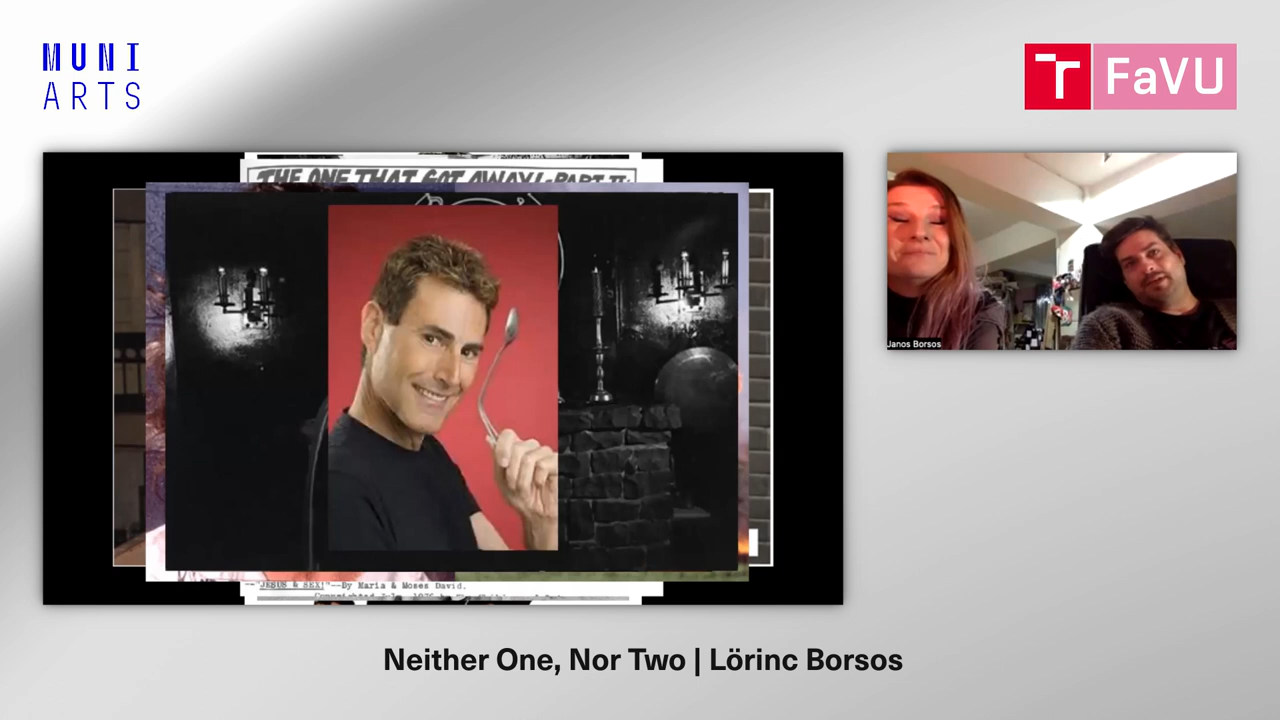 MUNI
ARTS
FaVU
THE ONE THAT GOT AWAY! - PART II:
"JESUS & SEX!"--By Maria & Moses David.
Janos Borsos
Neither One, Nor Two | Lörinc Borsos